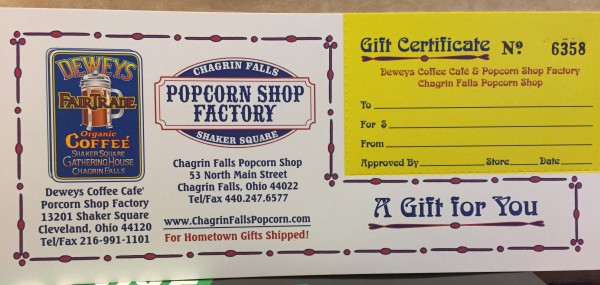 DEWEYS
FAIRTRADE
Organic
COFFEE
SHAKER SQUARE
GATHERING HOUSE
CHAGRIN FALLS
Deweys Coffee Cafe'
Porcorn Shop Factory
13201 Shaker Square
Cleveland, Ohio 44120
Tel/Fax 216-991-1101
CHAGRIN FALLS
POPCORN SHOP
FACTORY
SHAKER SQUARE
Chagrin Falls Popcorn Shop
53 North Main Street
Chagrin Falls, Ohio 44022
Tel/Fax 440.247.6577
www.ChagrinFallsPopcorn.com
For Hometown Gifts Shipped!
Gift Certificate Nº 6358
Deweys Coffee Café & Popcorn Shop Factory
Chagrin Falls Popcorn Shop
To
For $
From
Approved By Store Date
A Gift for You